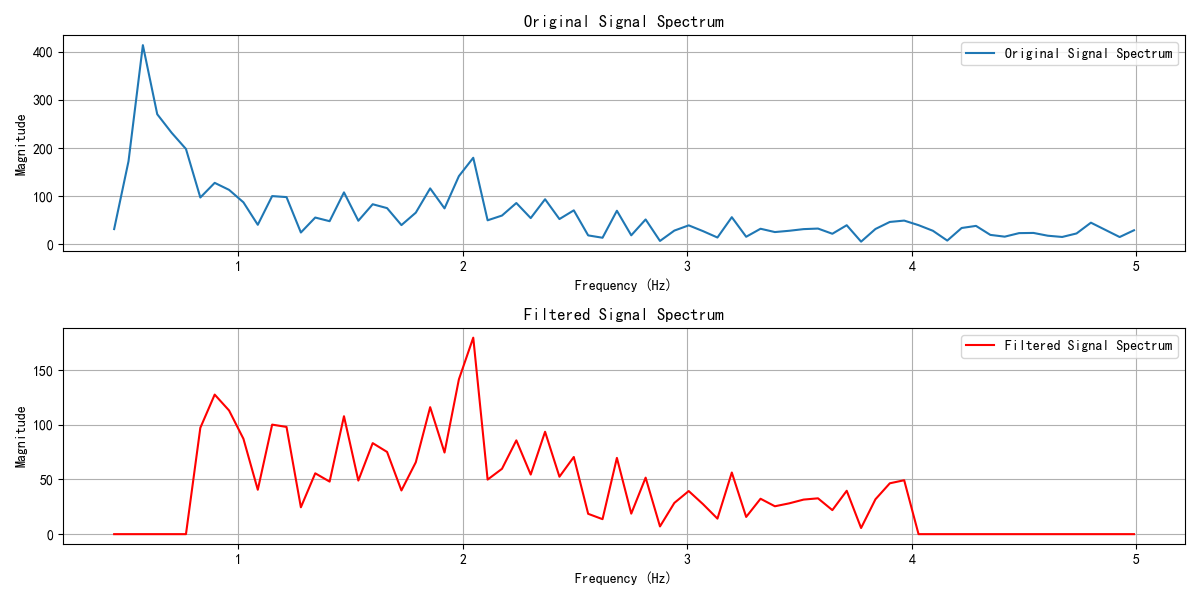 Original Signal Spectrum
Original Signal Spectrum
400
300
200
100
0
Magnitude
1 2 3 4 5
Frequency (Hz)
Filtered Signal Spectrum
Filtered Signal Spectrum
150
100
50
0
Magnitude
1 2 3 4 5
Frequency (Hz)